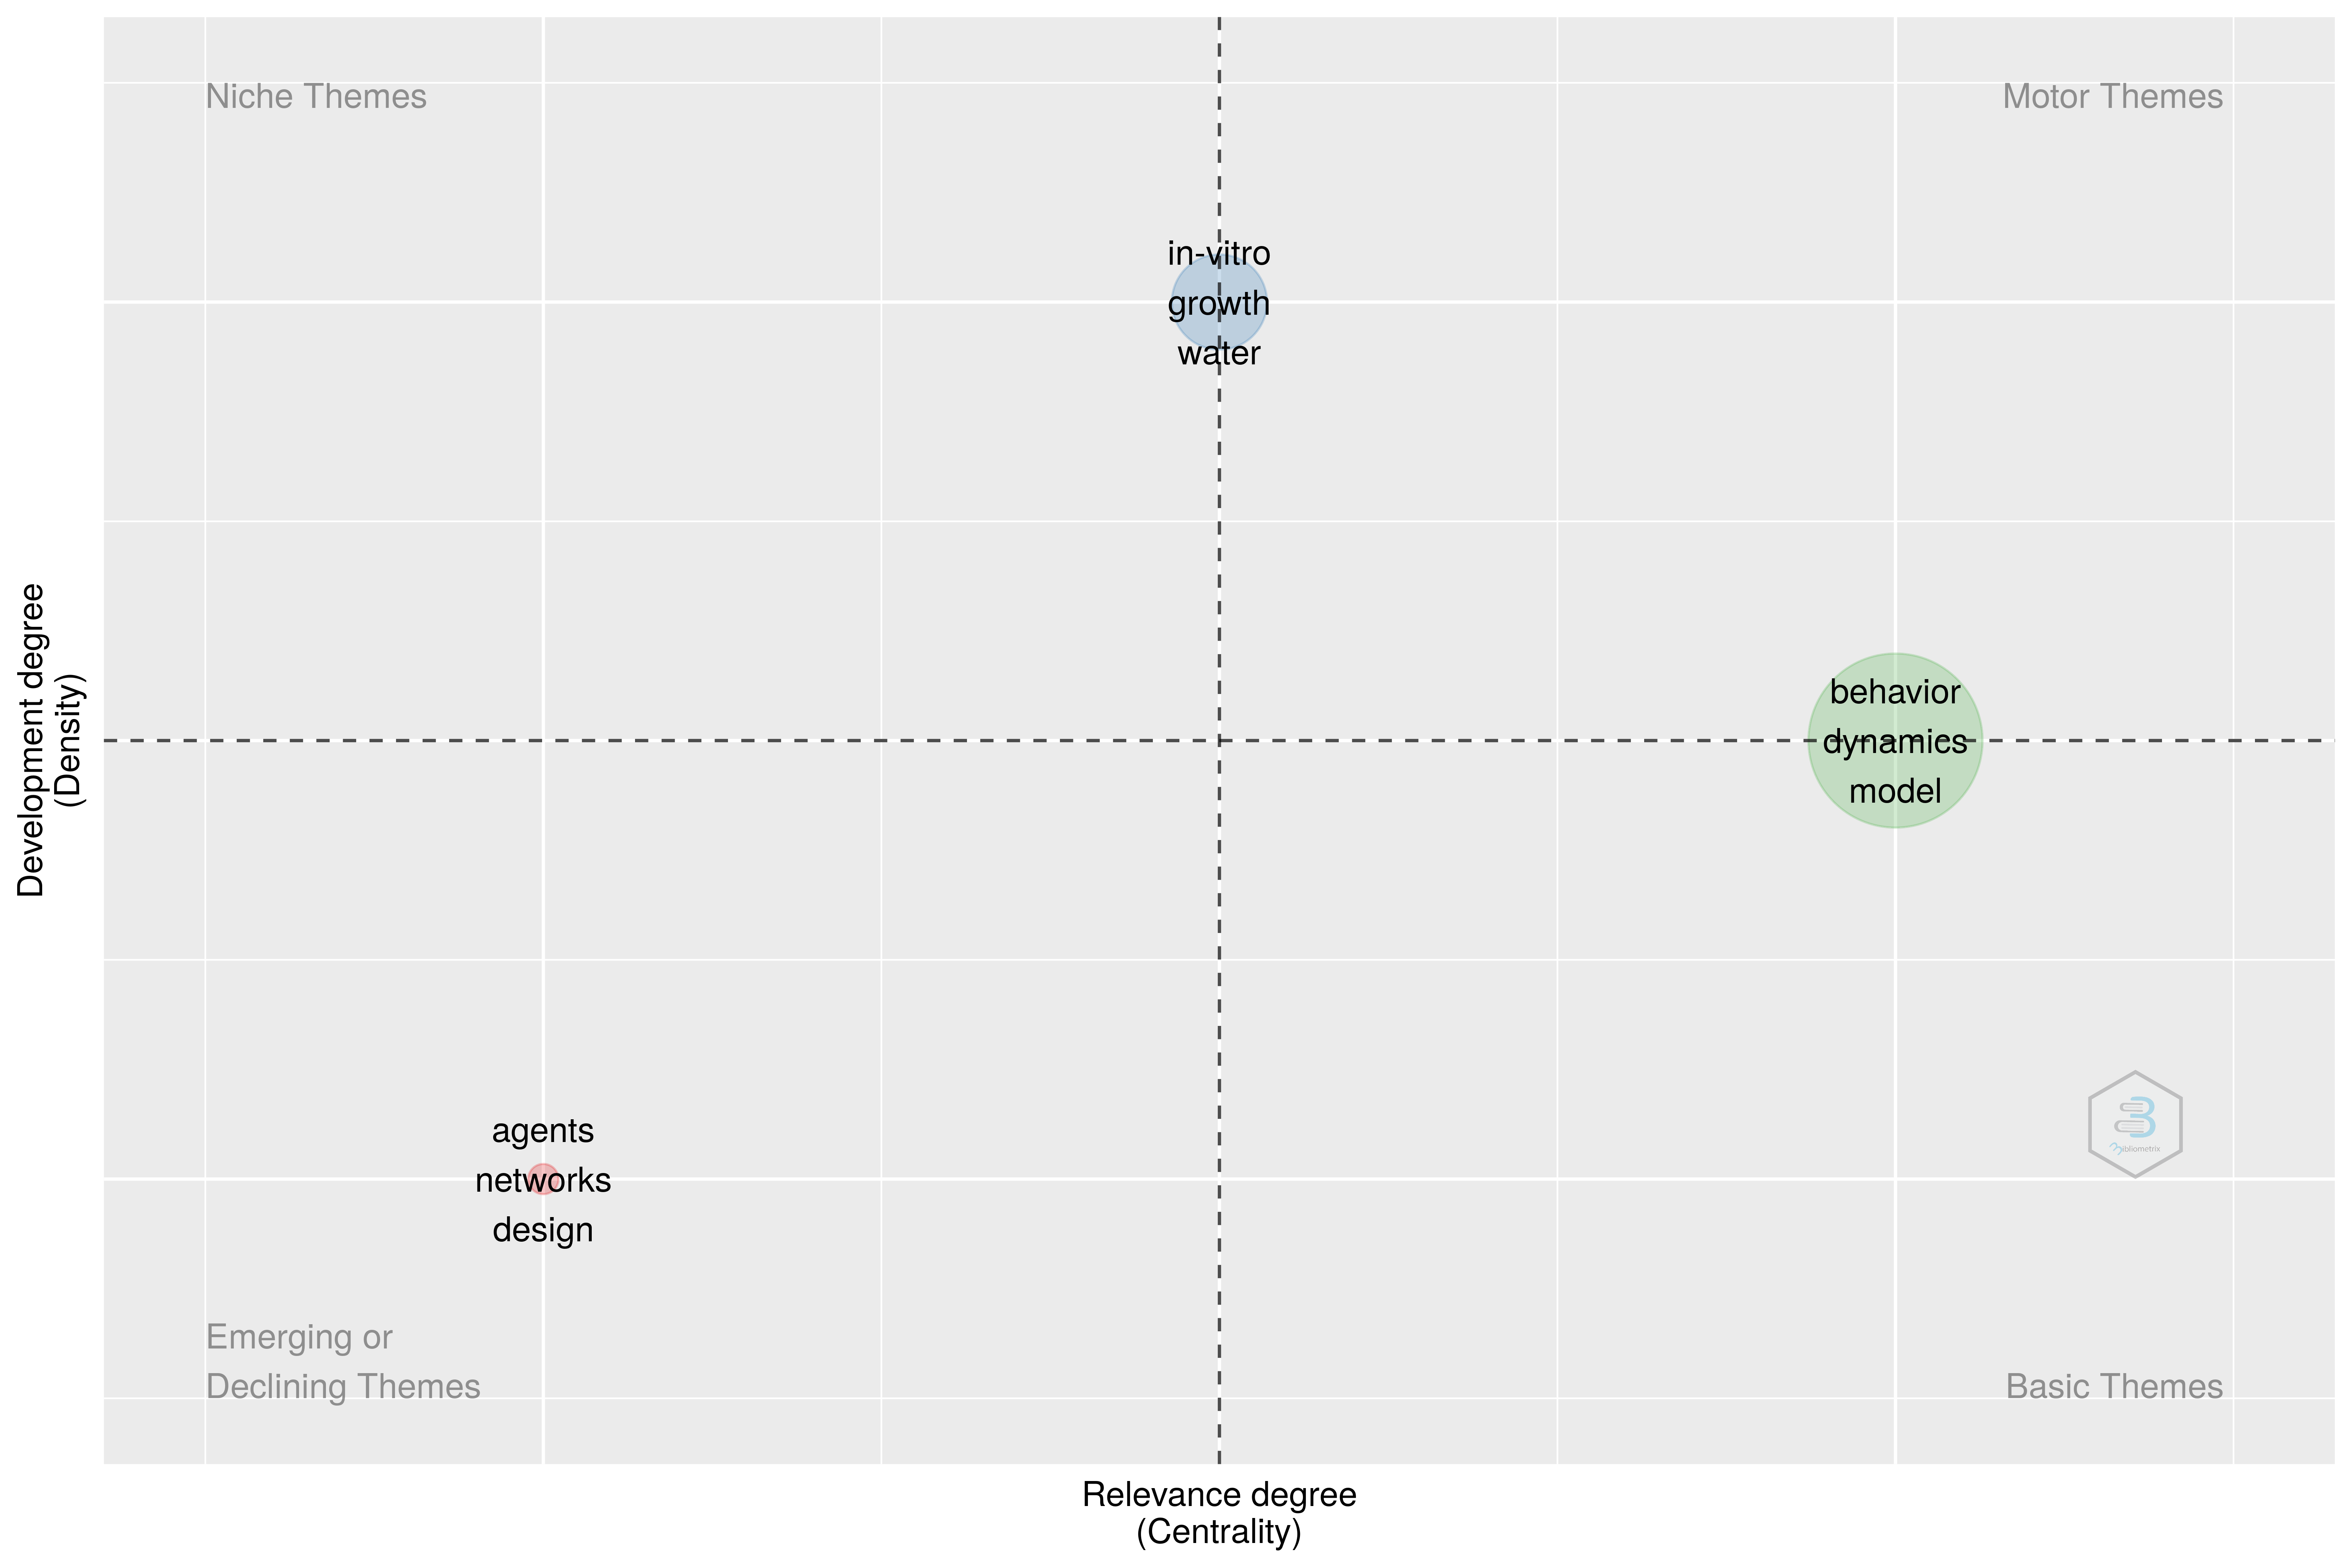 Niche Themes
Motor Themes
in-vitro
growth
water
behavior
dynamics
model
agents
networks
design
Emerging or
Declining Themes
Basic Themes
bibliometrix
Development degree
(Density)
Relevance degree
(Centrality)